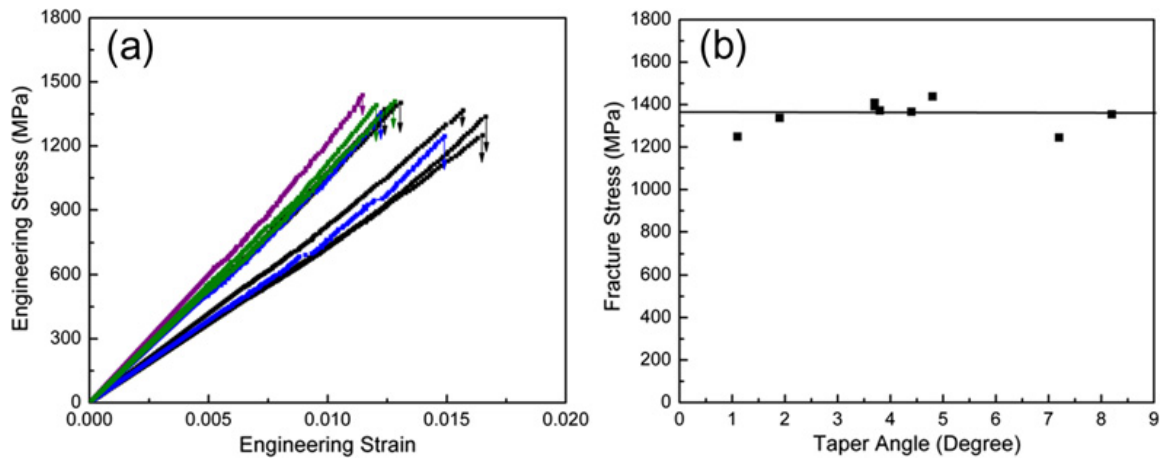 (a)
Engineering Stress (MPa)
1800
1500
1200
900
600
300
0
0.000 0.005 0.010 0.015 0.020
Engineering Strain
(b)
Fracture Stress (MPa)
1800
1600
1400
1200
1000
800
600
400
200
0
0 1 2 3 4 5 6 7 8 9
Taper Angle (Degree)